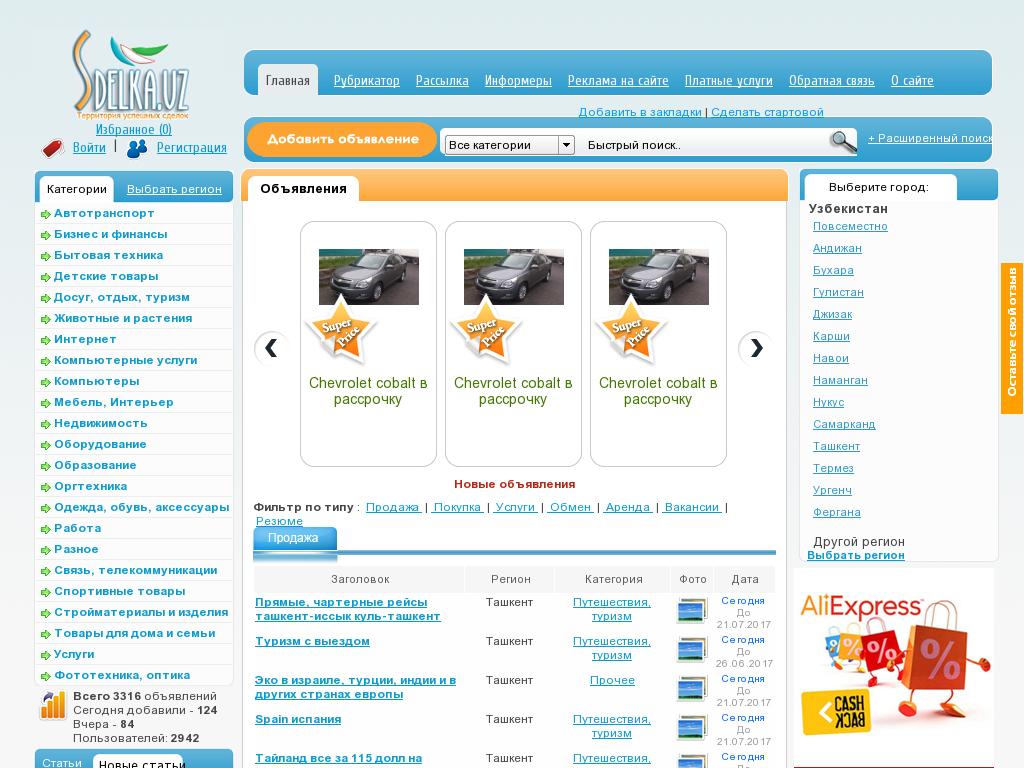 SDELKA.UZ
Территория успешных сделок
Избранное (0)
Войти | Регистрация
Главная Рубрикатор Рассылка Информеры Реклама на сайте Платные услуги Обратная связь О сайте
Добавить в закладки | Сделать стартовой
Добавить объявление Все категории Быстрый поиск.. + Расширенный поиск
Категории Выбрать регион
Автотранспорт
Бизнес и финансы
Бытовая техника
Детские товары
Досуг, отдых, туризм
Животные и растения
Интернет
Компьютерные услуги
Компьютеры
Мебель, Интерьер
Недвижимость
Оборудование
Образование
Оргтехника
Одежда, обувь, аксессуары
Работа
Разное
Связь, телекоммуникации
Спортивные товары
Стройматериалы и изделия
Товары для дома и семьи
Услуги
Фототехника, оптика
Всего 3316 объявлений
Сегодня добавили - 124
Вчера - 84
Пользователей: 2942
Статьи Новые статьи
Объявления
Super Price
Chevrolet cobalt в
рассрочку
Super Price
Chevrolet cobalt в
рассрочку
Super Price
Chevrolet cobalt в
рассрочку
Новые объявления
Фильтр по типу : Продажа | Покупка | Услуги | Обмен | Аренда | Вакансии |
Резюме
Продажа
Заголовок Регион Категория Фото Дата
Прямые, чартерные рейсы
ташкент-иссык куль-ташкент
Ташкент
Путешествия,
туризм
Сегодня
До
21.07.2017
Туризм с выездом
Ташкент
Путешествия,
туризм
Сегодня
До
26.06.2017
Эко в израиле, турции, индии и в
других странах европы
Ташкент
Прочее
Сегодня
До
21.07.2017
Spain испания
Ташкент
Путешествия,
туризм
Сегодня
До
21.07.2017
Тайланд все за 115 долл на
Ташкент
Путешествия,
Сегодня
До
Выберите город:
Узбекистан
Повсеместно
Андижан
Бухара
Гулистан
Джизак
Карши
Навои
Наманган
Нукус
Самарканд
Ташкент
Термез
Ургенч
Фергана
Другой регион
Выбрать регион
Оставьте свой отзыв
AliExpress
% % % %
CASH
BACK